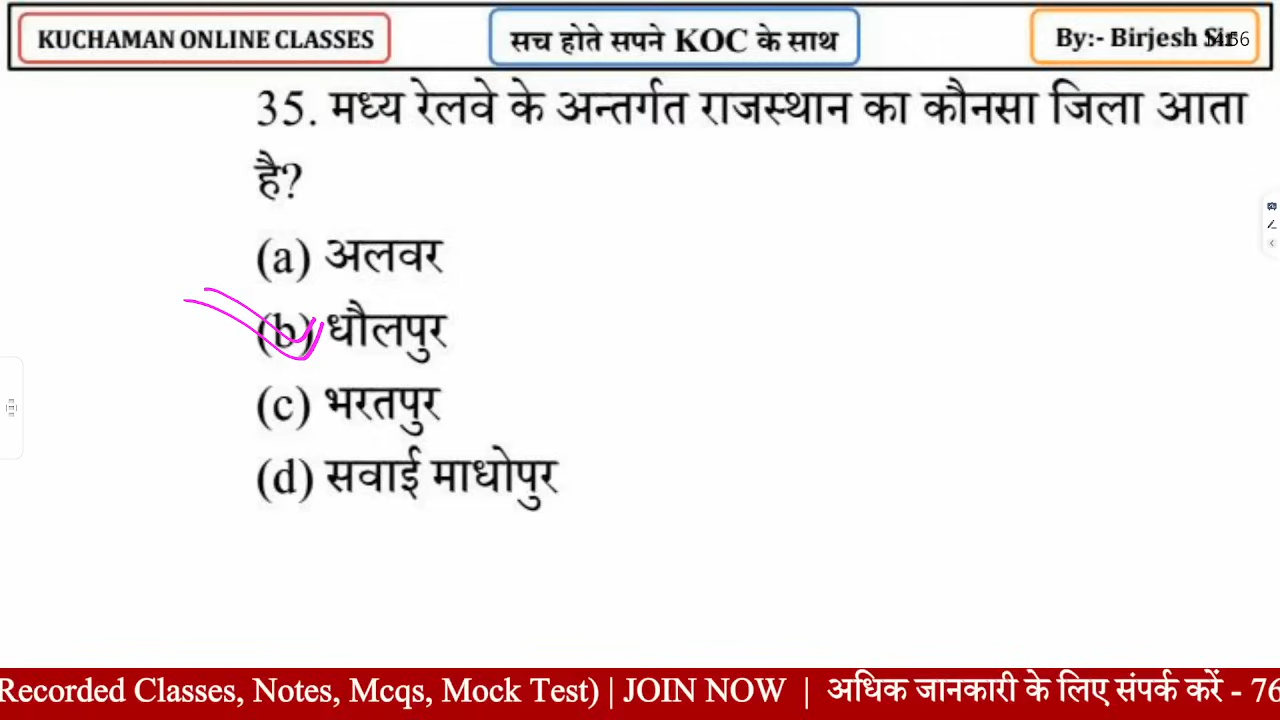 KUCHAMAN ONLINE CLASSES
सच होते सपने KOC के साथ
By:- Birjesh Sir
35. मध्य रेलवे के अन्तर्गत राजस्थान का कौनसा जिला आता
है?
(a) अलवर
(b) धौलपुर
(c) भरतपुर
(d) सवाई माधोपुर
Recorded Classes, Notes, Mcqs, Mock Test) | JOIN NOW | अधिक जानकारी के लिए संपर्क करें - 76